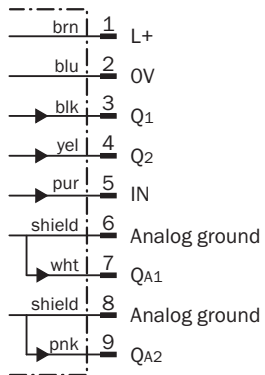 brn 1 L+
blu 2 0V
blk 3 Q1
yel 4 Q2
pur 5 IN
shield 6 Analog ground
wht 7 QA1
shield 8 Analog ground
pnk 9 QA2